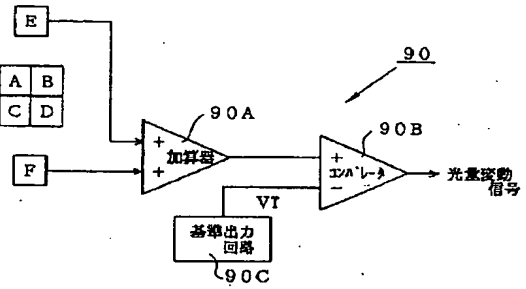 E
90
A B
C D
90A
90B
+
加算器
+
F
+
コンパレータ
−
光量変動
信号
VT
基準出力
回路
90C